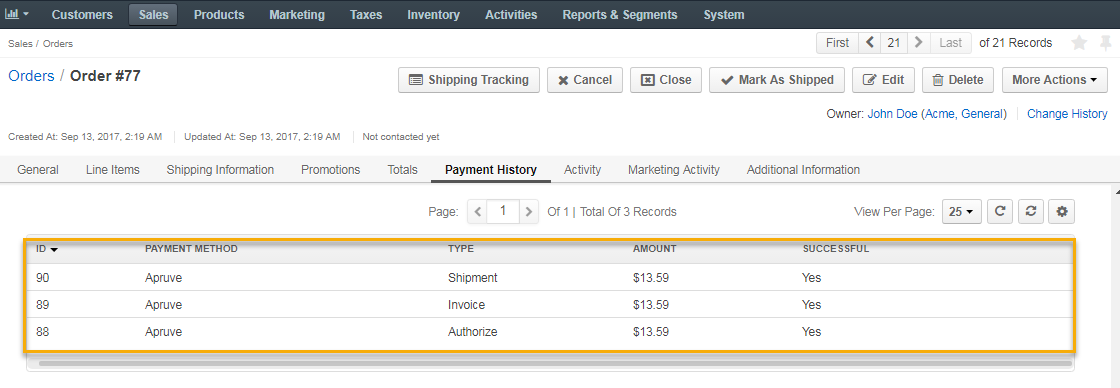 Customers Sales Products Marketing Taxes Inventory Activities Reports & Segments System
Sales / Orders First 21 Last of 21 Records
Orders / Order #77 Shipping Tracking Cancel Close Mark As Shipped Edit Delete More Actions
Owner: John Doe (Acme, General) Change History
Created At: Sep 13, 2017, 2:19 AM Updated At: Sep 13, 2017, 2:19 AM Not contacted yet
General Line Items Shipping Information Promotions Totals Payment History Activity Marketing Activity Additional Information
Page: 1 Of 1 | Total Of 3 Records View Per Page: 25
ID PAYMENT METHOD TYPE AMOUNT SUCCESSFUL
90 Apruve Shipment $13.59 Yes
89 Apruve Invoice $13.59 Yes
88 Apruve Authorize $13.59 Yes